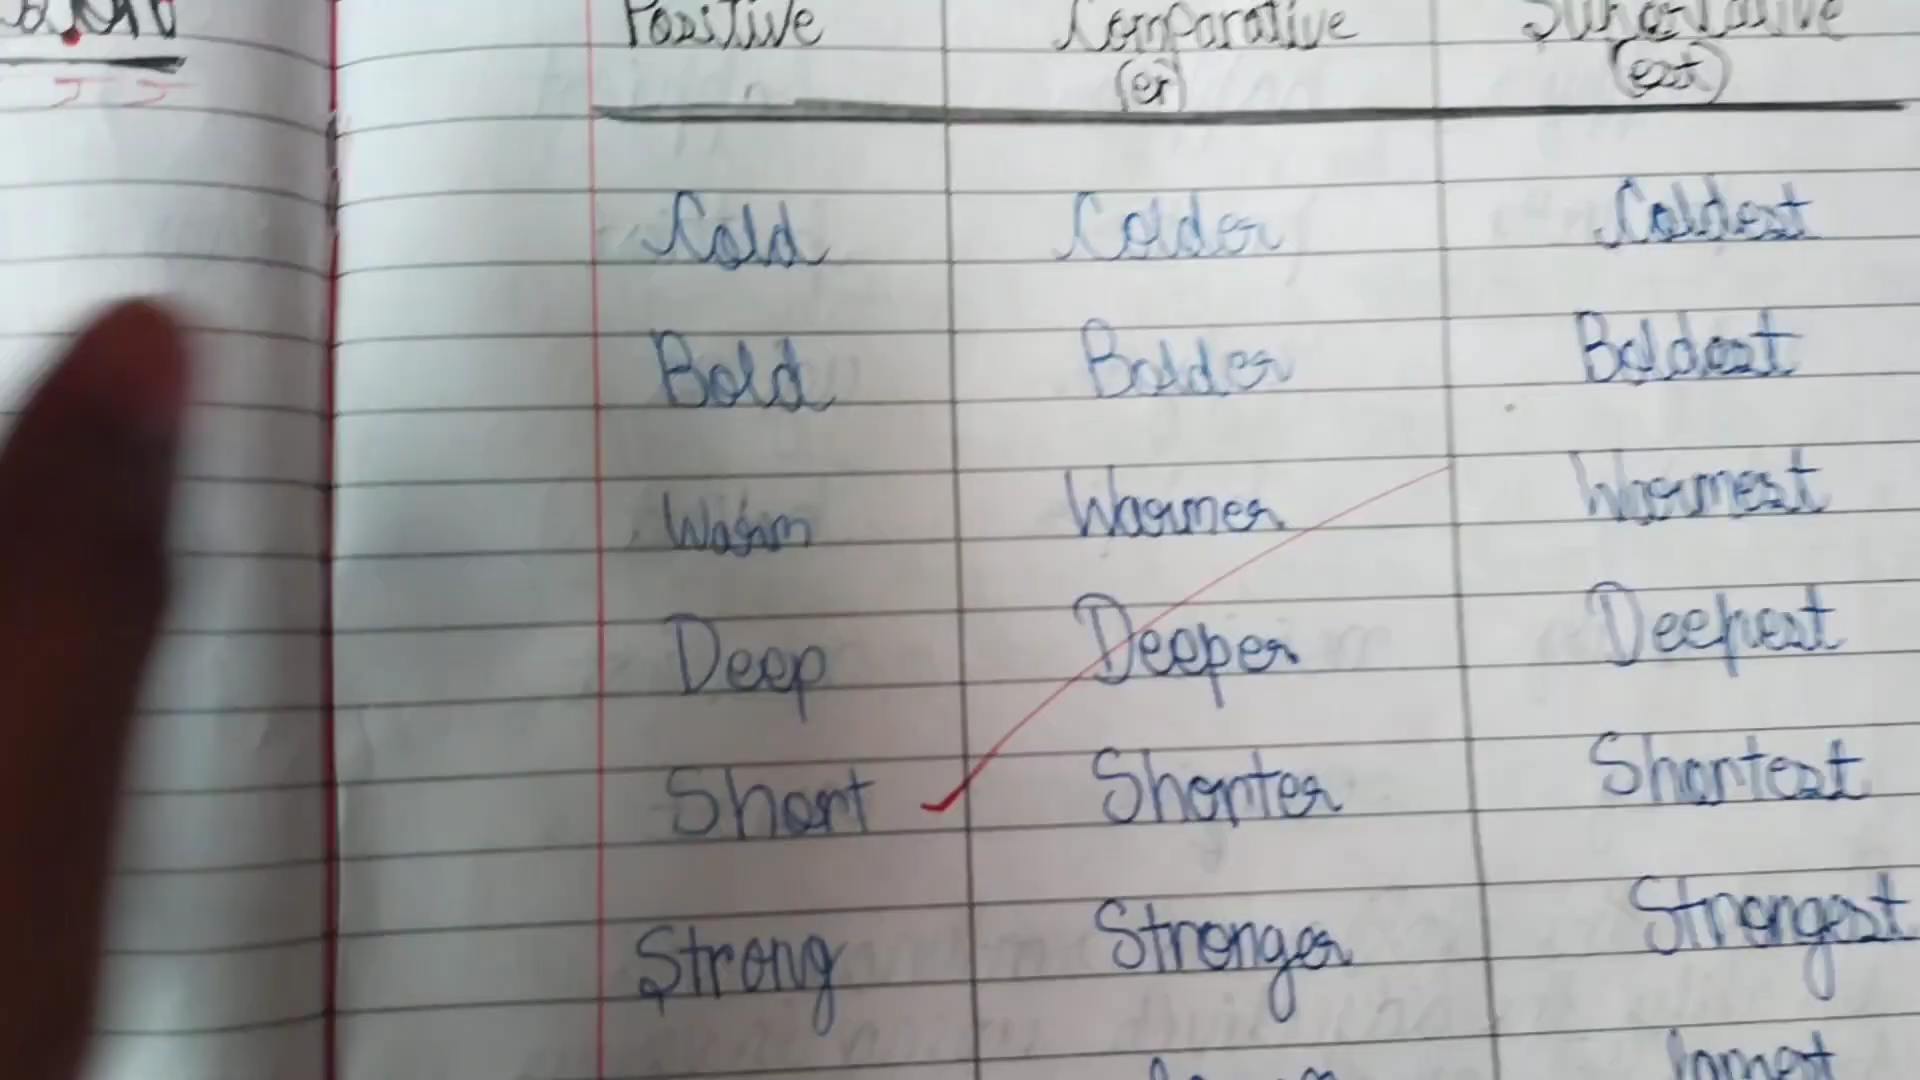 Positive Comparative Superlative
er est
Cold Colder Coldest
Bold Bolder Boldest
Warm Warmer Warmest
Deep Deeper Deepest
Short Shorter Shortest
Strong Stronger Strongest